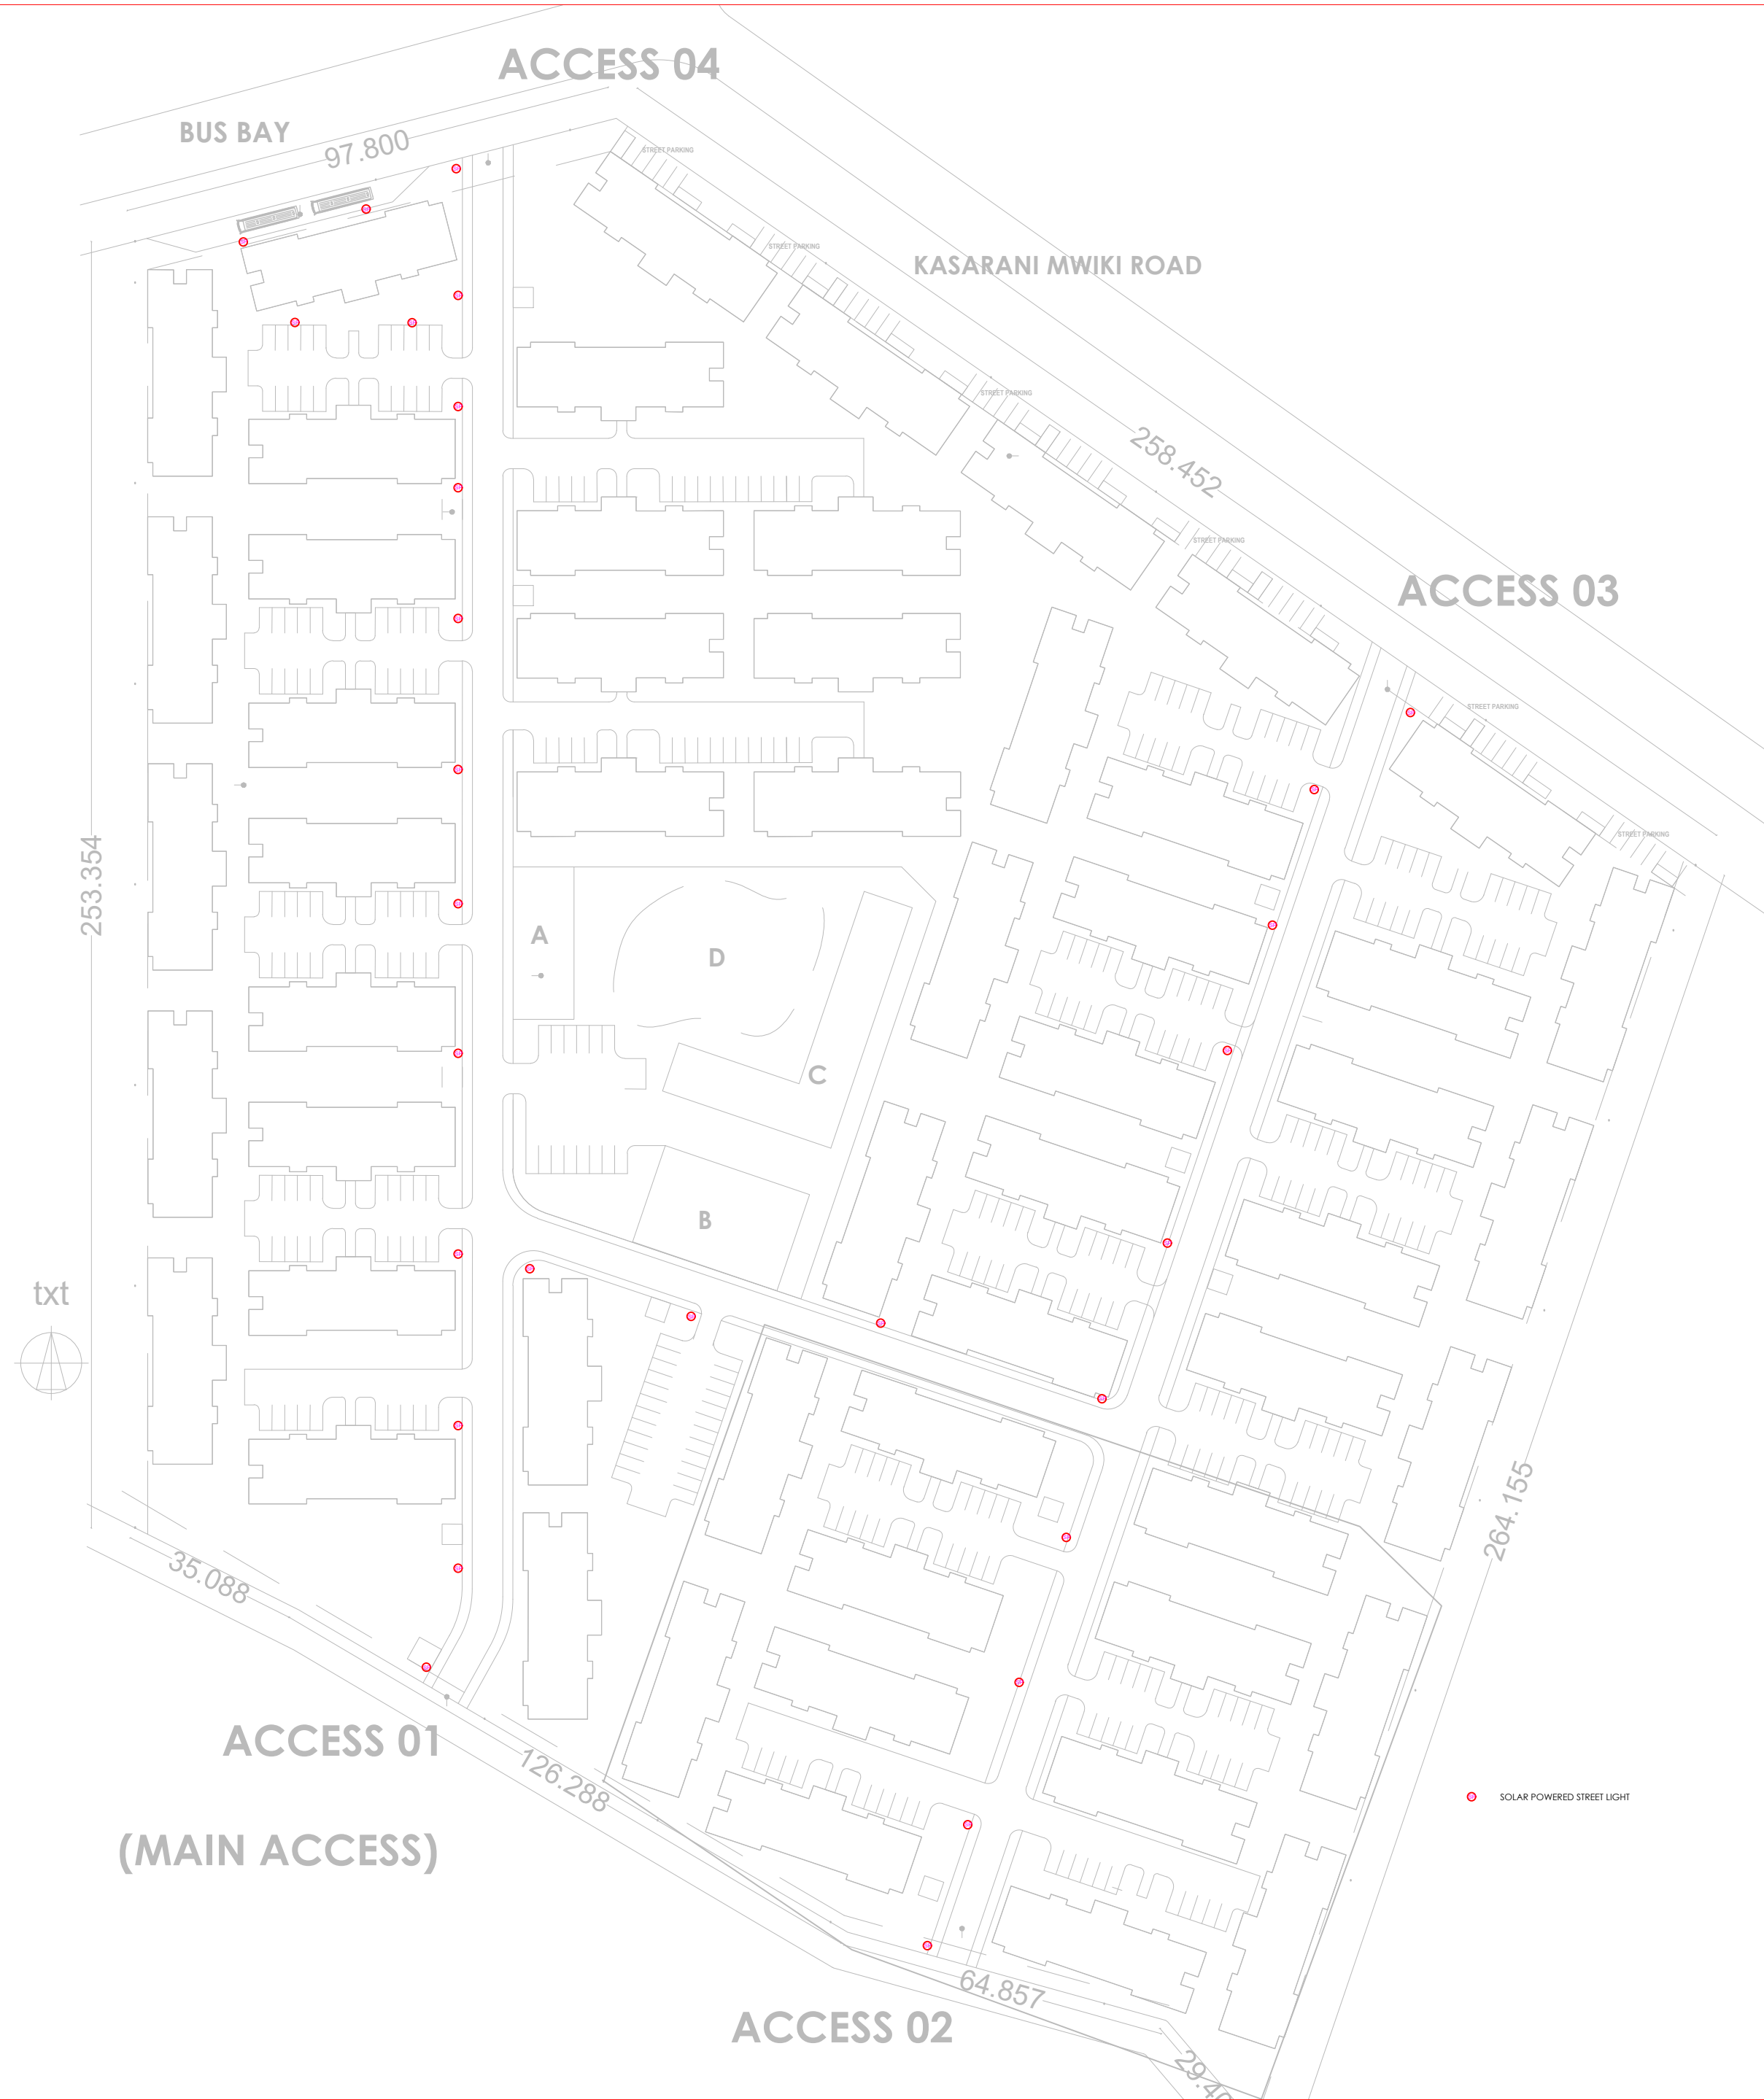 ACCESS 04
BUS BAY
97.800
STREET PARKING
STREET PARKING
KASARANI MWIKI ROAD
STREET PARKING
258.452
STREET PARKING
ACCESS 03
STREET PARKING
STREET PARKING
253.354
A
D
C
B
txt
264.155
35.088
ACCESS 01
126.288
(MAIN ACCESS)
SOLAR POWERED STREET LIGHT
64.857
ACCESS 02